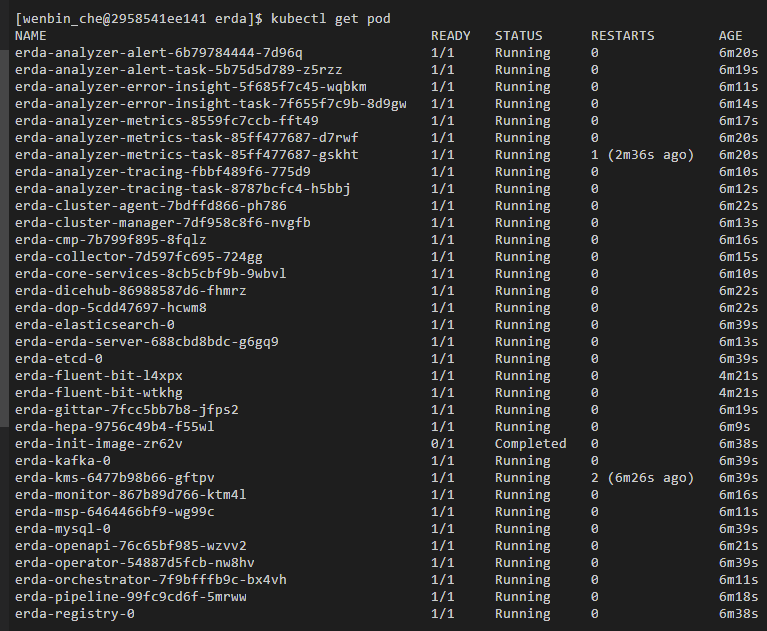 [wenbin_che@2958541ee141 erda]$ kubectl get pod
NAME READY STATUS RESTARTS AGE
erda-analyzer-alert-6b79784444-7d96q 1/1 Running 0 6m20s
erda-analyzer-alert-task-5b75d5d789-z5rzz 1/1 Running 0 6m19s
erda-analyzer-error-insight-5f685f7c45-wqbkm 1/1 Running 0 6m11s
erda-analyzer-error-insight-task-7f655f7c9b-8d9gw 1/1 Running 0 6m14s
erda-analyzer-metrics-8559fc7ccb-fft49 1/1 Running 0 6m17s
erda-analyzer-metrics-task-85ff477687-d7rwf 1/1 Running 0 6m20s
erda-analyzer-metrics-task-85ff477687-gskht 1/1 Running 1 (2m36s ago) 6m20s
erda-analyzer-tracing-fbbf489f6-775d9 1/1 Running 0 6m10s
erda-analyzer-tracing-task-8787bcfc4-h5bbj 1/1 Running 0 6m12s
erda-cluster-agent-7bdffd866-ph786 1/1 Running 0 6m22s
erda-cluster-manager-7df958c8f6-nvgfb 1/1 Running 0 6m13s
erda-cmp-7b799f895-8fqlz 1/1 Running 0 6m16s
erda-collector-7d597fc695-724gg 1/1 Running 0 6m15s
erda-core-services-8cb5cbf9b-9wbvl 1/1 Running 0 6m10s
erda-dicehub-86988587d6-fhmrz 1/1 Running 0 6m22s
erda-dop-5cdd47697-hcwm8 1/1 Running 0 6m22s
erda-elasticsearch-0 1/1 Running 0 6m39s
erda-erda-server-688cbd8bdc-g6gq9 1/1 Running 0 6m13s
erda-etcd-0 1/1 Running 0 6m39s
erda-fluent-bit-l4xpx 1/1 Running 0 4m21s
erda-fluent-bit-wtkhg 1/1 Running 0 4m21s
erda-gittar-7fcc5bb7b8-jfps2 1/1 Running 0 6m19s
erda-hepa-9756c49b4-f55wl 1/1 Running 0 6m9s
erda-init-image-zr62v 0/1 Completed 0 6m38s
erda-kafka-0 1/1 Running 0 6m39s
erda-kms-6477b98b66-gftpv 1/1 Running 2 (6m26s ago) 6m39s
erda-monitor-867b89d766-ktm4l 1/1 Running 0 6m16s
erda-msp-6464466bf9-wg99c 1/1 Running 0 6m11s
erda-mysql-0 1/1 Running 0 6m39s
erda-openapi-76c65bf985-wzvv2 1/1 Running 0 6m21s
erda-operator-54887d5fcb-nw8hv 1/1 Running 0 6m39s
erda-orchestrator-7f9bfffb9c-bx4vh 1/1 Running 0 6m11s
erda-pipeline-99fc9cd6f-5mrww 1/1 Running 0 6m18s
erda-registry-0 1/1 Running 0 6m38s